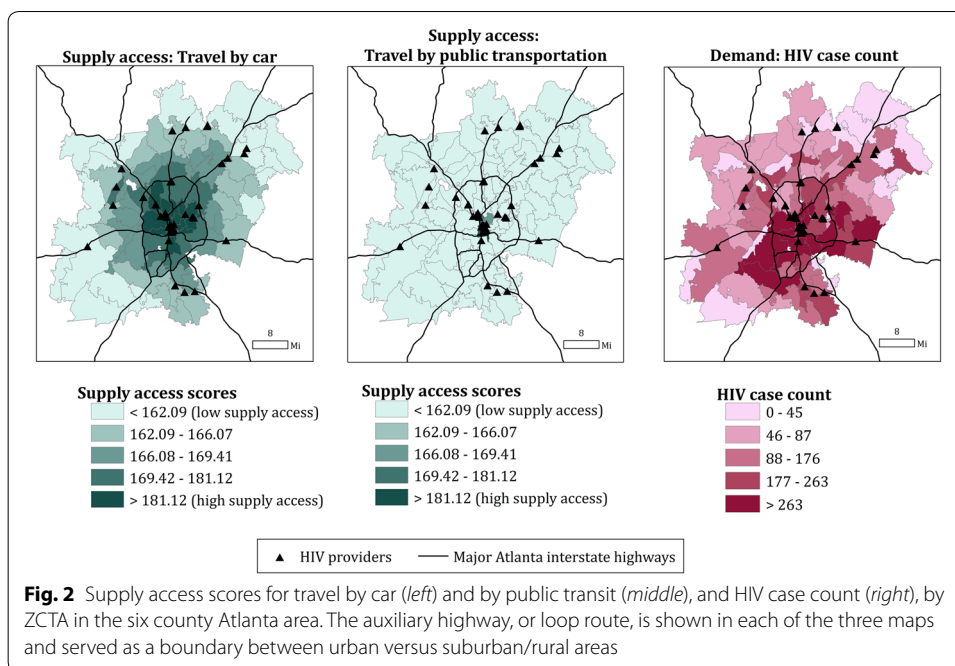 Supply access: Travel by car
Supply access:
Travel by public transportation
Demand: HIV case count
8
Mi
8
Mi
8
Mi
Supply access scores
< 162.09 (low supply access)
162.09 - 166.07
166.08 - 169.41
169.42 - 181.12
> 181.12 (high supply access)
Supply access scores
< 162.09 (low supply access)
162.09 - 166.07
166.08 - 169.41
169.42 - 181.12
> 181.12 (high supply access)
HIV case count
0 - 45
46 - 87
88 - 176
177 - 263
> 263
HIV providers
Major Atlanta interstate highways
Fig. 2 Supply access scores for travel by car (left) and by public transit (middle), and HIV case count (right), by
ZCTA in the six county Atlanta area. The auxiliary highway, or loop route, is shown in each of the three maps
and served as a boundary between urban versus suburban/rural areas